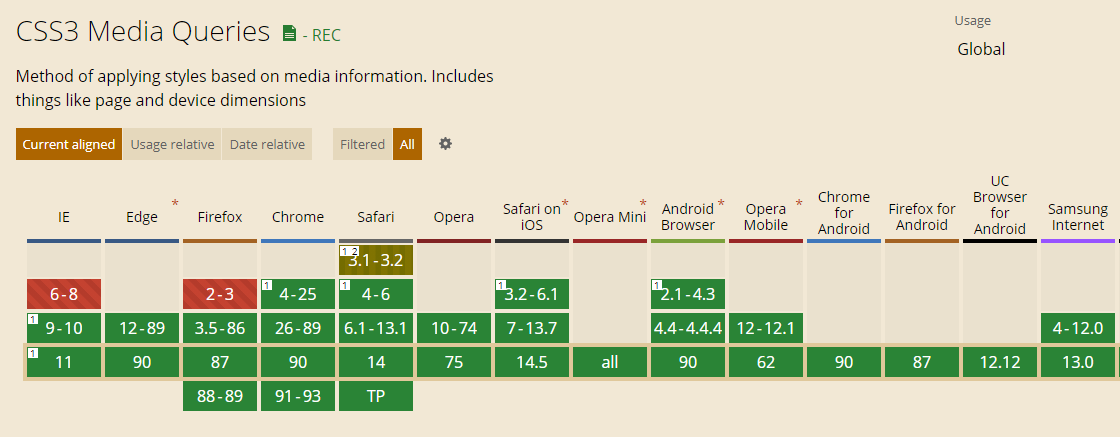 CSS3 Media Queries - REC
Usage
Global
Method of applying styles based on media information. Includes
things like page and device dimensions
Current aligned Usage relative Date relative Filtered All
IE Edge * Firefox Chrome Safari Opera Safari on iOS * Opera Mini * Android Browser * Opera Mobile * Chrome for Android Firefox for Android UC Browser for Android Samsung Internet
1 2 3.1-3.2
6-8 2-3 1 4-25 1 4-6 1 3.2-6.1 1 2.1-4.3
1 9-10 12-89 3.5-86 26-89 6.1-13.1 10-74 7-13.7 4.4-4.4.4 12-12.1 4-12.0
1 11 90 87 90 14 75 14.5 all 90 62 90 87 12.12 13.0
88-89 91-93 TP